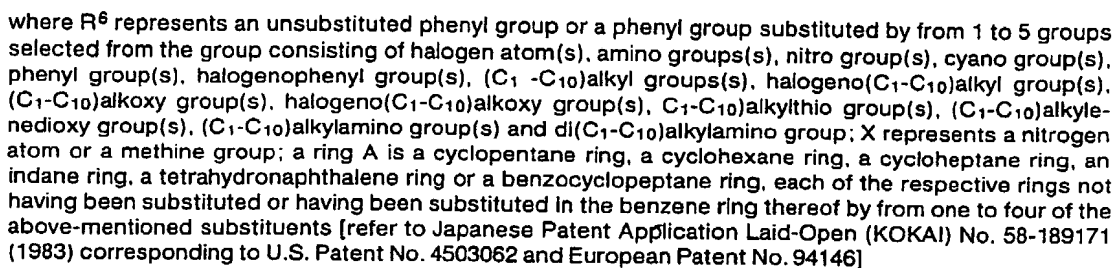 where R⁶ represents an unsubstituted phenyl group or a phenyl group substituted by from 1 to 5 groups
selected from the group consisting of halogen atom(s), amino groups(s), nitro group(s), cyano group(s),
phenyl group(s), halogenophenyl group(s), (C₁ -C₁₀)alkyl groups(s), halogeno(C₁-C₁₀)alkyl group(s),
(C₁-C₁₀)alkoxy group(s), halogeno(C₁-C₁₀)alkoxy group(s), C₁-C₁₀)alkylthio group(s), (C₁-C₁₀)alkyle-
nedioxy group(s), (C₁-C₁₀)alkylamino group(s) and di(C₁-C₁₀)alkylamino group; X represents a nitrogen
atom or a methine group; a ring A is a cyclopentane ring, a cyclohexane ring, a cycloheptane ring, an
indane ring, a tetrahydronaphthalene ring or a benzocyclopeptane ring, each of the respective rings not
having been substituted or having been substituted in the benzene ring thereof by from one to four of the
above-mentioned substituents [refer to Japanese Patent Application Laid-Open (KOKAI) No. 58-189171
(1983) corresponding to U.S. Patent No. 4503062 and European Patent No. 94146]